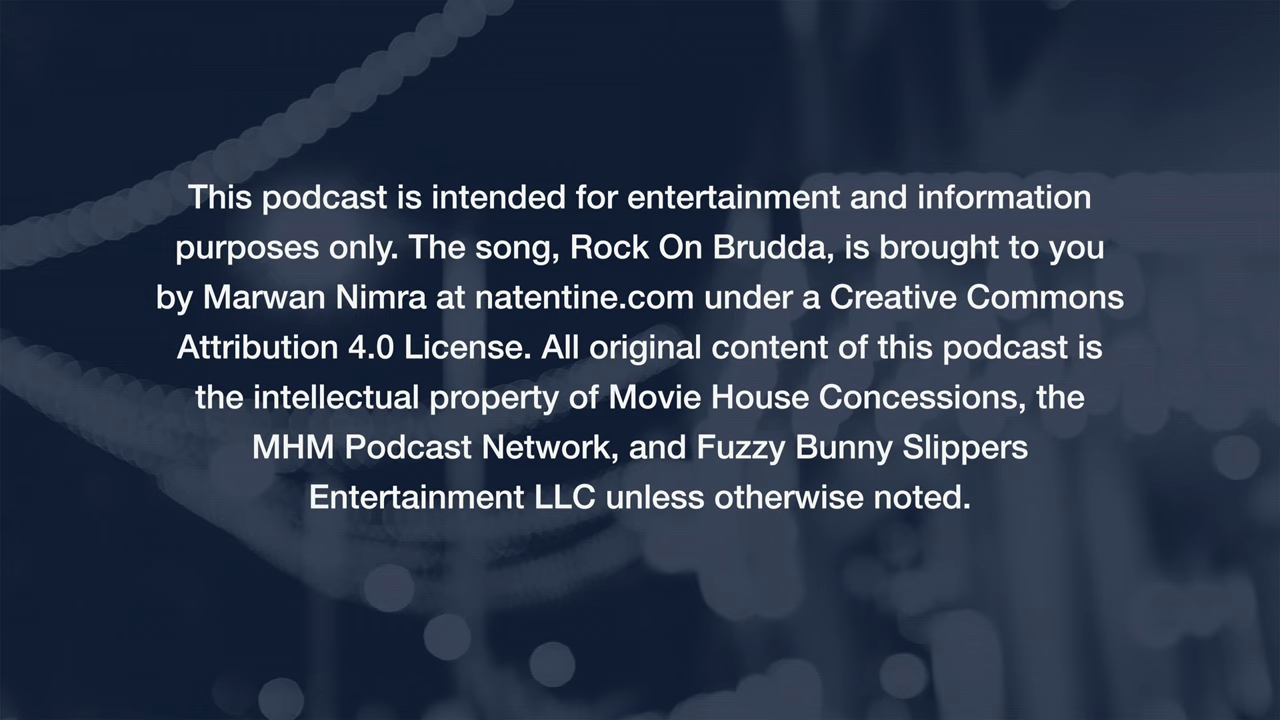 This podcast is intended for entertainment and information
purposes only. The song, Rock On Brudda, is brought to you
by Marwan Nimra at natentine.com under a Creative Commons
Attribution 4.0 License. All original content of this podcast is
the intellectual property of Movie House Concessions, the
MHM Podcast Network, and Fuzzy Bunny Slippers
Entertainment LLC unless otherwise noted.